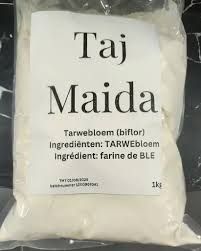 Taj
Maida
Tarwebloem (biflor)
Ingrediënten: TARWEbloem
Ingrédient: farine de BLE
1kg